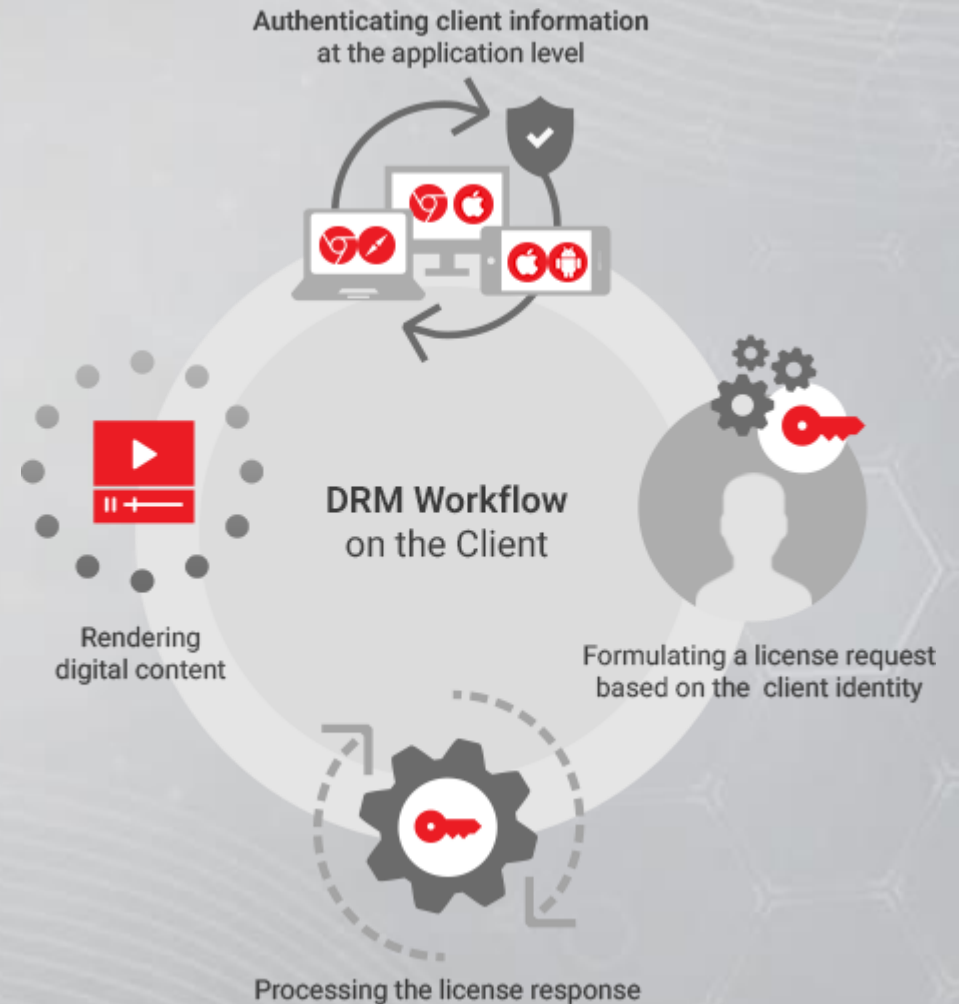 Authenticating client information
at the application level
DRM Workflow
on the Client
Rendering
digital content
Formulating a license request
based on the client identity
Processing the license response